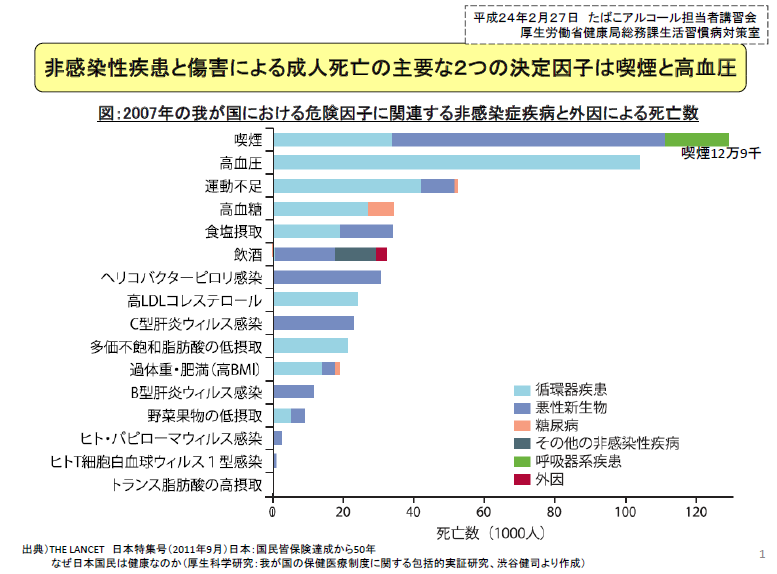 平成24年2月27日 たばこアルコール担当者講習会
厚生労働省健康局総務課生活習慣病対策室
非感染性疾患と傷害による成人死亡の主要な2つの決定因子は喫煙と高血圧
図:2007年の我が国における危険因子に関連する非感染症疾病と外因による死亡数
喫煙
喫煙12万9千
高血圧
運動不足
高血糖
食塩摂取
飲酒
ヘリコバクターピロリ感染
高LDLコレステロール
C型肝炎ウィルス感染
多価不飽和脂肪酸の低摂取
過体重・肥満(高BMI)
B型肝炎ウィルス感染
野菜果物の低摂取
ヒト・パピローマウィルス感染
ヒトT細胞白血球ウィルス1型感染
トランス脂肪酸の高摂取
循環器疾患
悪性新生物
糖尿病
その他の非感染性疾病
呼吸器系疾患
外因
0 20 40 60 80 100 120
死亡数(1000人)
出典)THE LANCET 日本特集号(2011年9月)日本:国民皆保険達成から50年
なぜ日本国民は健康なのか(厚生科学研究:我が国の保健医療制度に関する包括的実証研究、渋谷健司より作成)
1